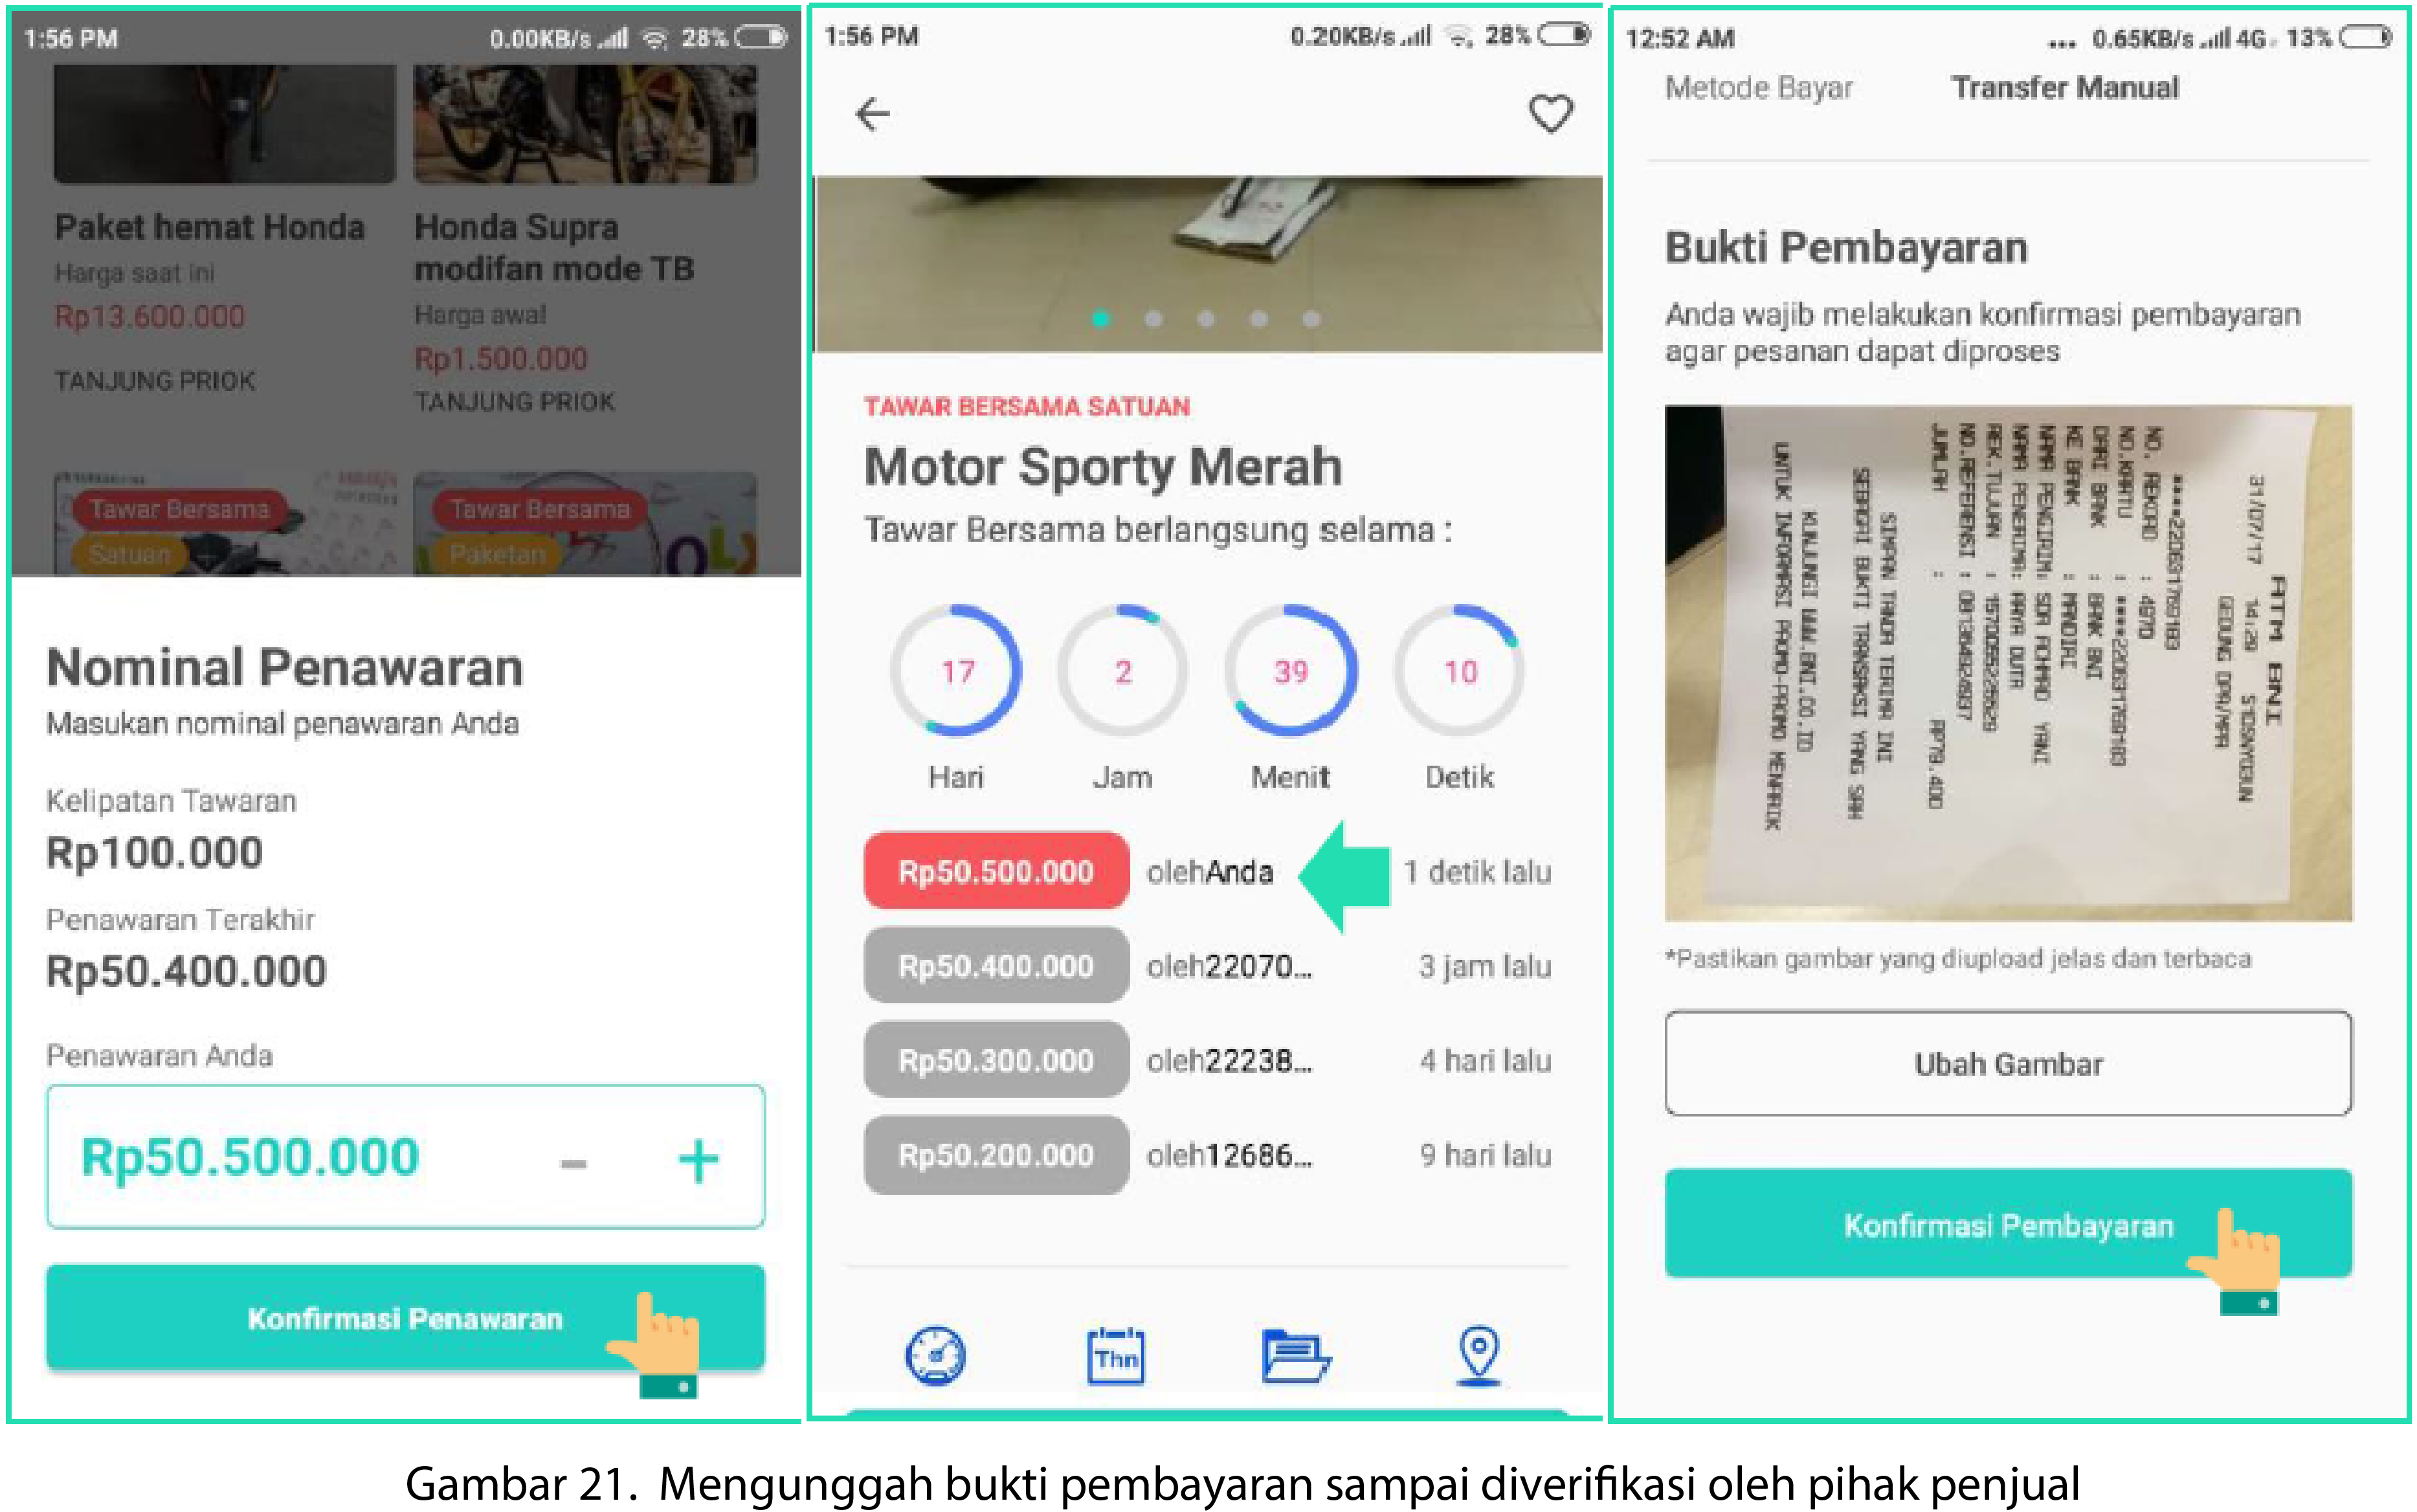 1:56 PM
0.00KB/s
28%
Paket hemat Honda
Harga saat ini
Rp13.600.000
TANJUNG PRIOK
Honda Supra
modifan mode TB
Harga awal
Rp1.500.000
TANJUNG PRIOK
Tawar Bersama
Satuan
Tawar Bersama
Paketan
Nominal Penawaran
Masukan nominal penawaran Anda
Kelipatan Tawaran
Rp100.000
Penawaran Terakhir
Rp50.400.000
Penawaran Anda
Rp50.500.000 - +
Konfirmasi Penawaran
1:56 PM
0.20KB/s
28%
TAWAR BERSAMA SATUAN
Motor Sporty Merah
Tawar Bersama berlangsung selama :
17 2 39 10
Hari Jam Menit Detik
Rp50.500.000 olehAnda 1 detik lalu
Rp50.400.000 oleh22070... 3 jam lalu
Rp50.300.000 oleh22238... 4 hari lalu
Rp50.200.000 oleh12686... 9 hari lalu
Thn
12:52 AM
... 0.65KB/s
4G
13%
Metode Bayar Transfer Manual
Bukti Pembayaran
Anda wajib melakukan konfirmasi pembayaran
agar pesanan dapat diproses
ATM BNI
31/07/17 14:29
GEDUNG DPR/MPR
NO. REKORD : 4970
NO.KARTU
DARI BANK : BANK BNI
KE BANK : MANDIRI
NAMA PENGIRIM: SDR ACHMAD YANI
NAMA PENERIMA: ARYA DUTA
REK.TUJUAN :
NO.REFERENSI :
JUMLAH : RP79.400
SIMPAN TANDA TERIMA INI
SEBAGAI BUKTI TRANSAKSI YANG SAH
KUNJUNGI WWW.BNI.CO.ID
UNTUK INFORMASI PROMO-PROMO MENARIK
*Pastikan gambar yang diupload jelas dan terbaca
Ubah Gambar
Konfirmasi Pembayaran
Gambar 21. Mengunggah bukti pembayaran sampai diverifikasi oleh pihak penjual